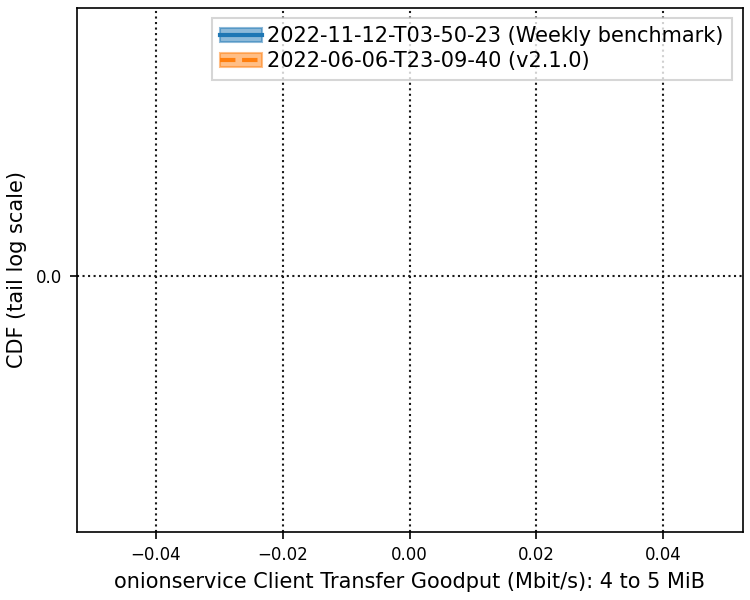 2022-11-12-T03-50-23 (Weekly benchmark)
2022-06-06-T23-09-40 (v2.1.0)
CDF (tail log scale)
0.0
−0.04 −0.02 0.00 0.02 0.04
onionservice Client Transfer Goodput (Mbit/s): 4 to 5 MiB